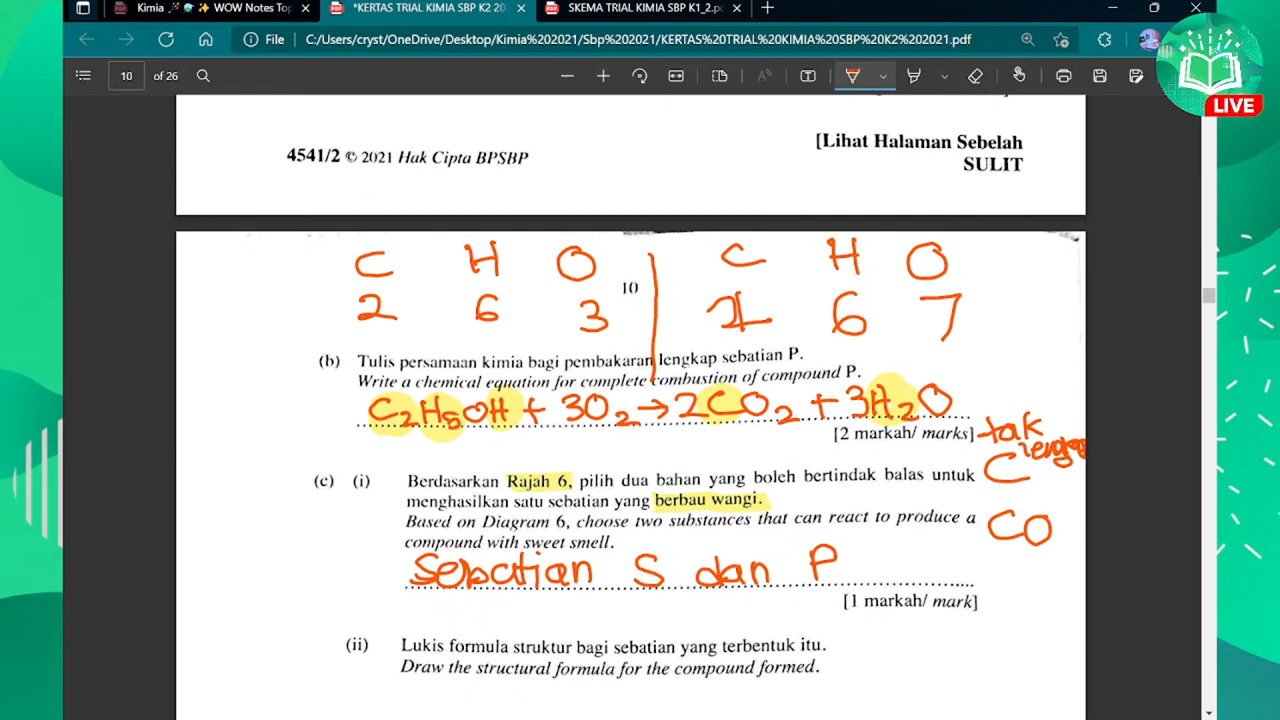 Kimia 🪄 ⚗️✨ WOW Notes Top
*KERTAS TRIAL KIMIA SBP K2 202
SKEMA TRIAL KIMIA SBP K1_2.pd
File C:/Users/cryst/OneDrive/Desktop/Kimia%202021/Sbp%202021/KERTAS%20TRIAL%20KIMIA%20SBP%20K2%202021.pdf
10 of 26
LIVE
[Lihat Halaman Sebelah
4541/2 © 2021 Hak Cipta BPSBP
SULIT
C H O C H O
10
2 6 3 6 7
(b) Tulis persamaan kimia bagi pembakaran lengkap sebatian P.
Write a chemical equation for complete combustion of compound P.
C2H5OH + 3O2 → 2CO2 + 3H2O
[2 markah/ marks]
tak
lengkap
C
CO
(c) (i) Berdasarkan Rajah 6, pilih dua bahan yang boleh bertindak balas untuk
menghasilkan satu sebatian yang berbau wangi.
Based on Diagram 6, choose two substances that can react to produce a
compound with sweet smell.
Sebatian S dan P
[1 markah/ mark]
(ii) Lukis formula struktur bagi sebatian yang terbentuk itu.
Draw the structural formula for the compound formed.